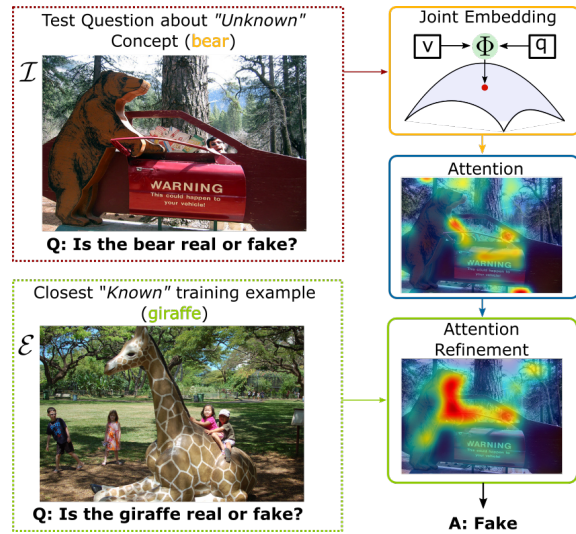 Test Question about "Unknown"
Concept (bear)
I
WARNING
This could happen to
your vehicle!
Q: Is the bear real or fake?
Closest "Known" training example
(giraffe)
E
Q: Is the giraffe real or fake?
Joint Embedding
v
Φ
q
Attention
WARNING
Attention
Refinement
WARNING
A: Fake